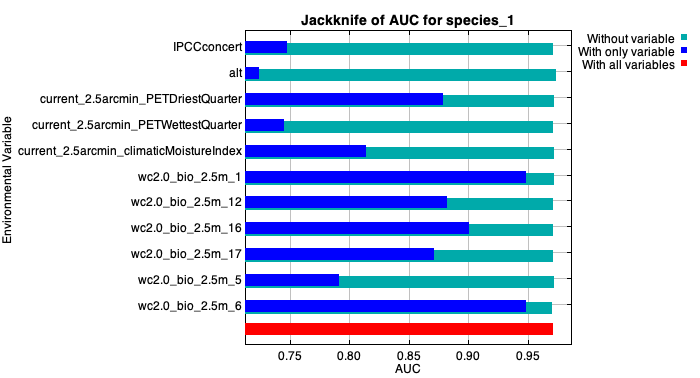 Jackknife of AUC for species_1
Without variable
With only variable
With all variables
Environmental Variable
IPCCconcert
alt
current_2.5arcmin_PETDriestQuarter
current_2.5arcmin_PETWettestQuarter
current_2.5arcmin_climaticMoistureIndex
wc2.0_bio_2.5m_1
wc2.0_bio_2.5m_12
wc2.0_bio_2.5m_16
wc2.0_bio_2.5m_17
wc2.0_bio_2.5m_5
wc2.0_bio_2.5m_6
0.75 0.80 0.85 0.90 0.95
AUC